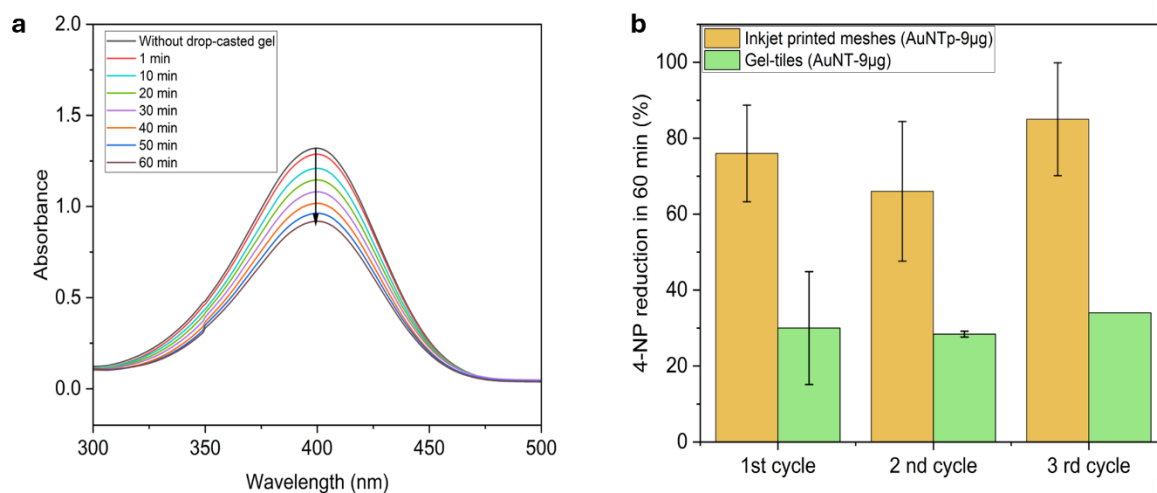 a
2.0
1.5
1.0
0.5
0.0
Absorbance
Without drop-casted gel
1 min
10 min
20 min
30 min
40 min
50 min
60 min
300
350
400
450
500
Wavelength (nm)
b
Inkjet printed meshes (AuNTp-9µg)
Gel-tiles (AuNT-9µg)
4-NP reduction in 60 min (%)
100
80
60
40
20
0
1st cycle
2 nd cycle
3 rd cycle